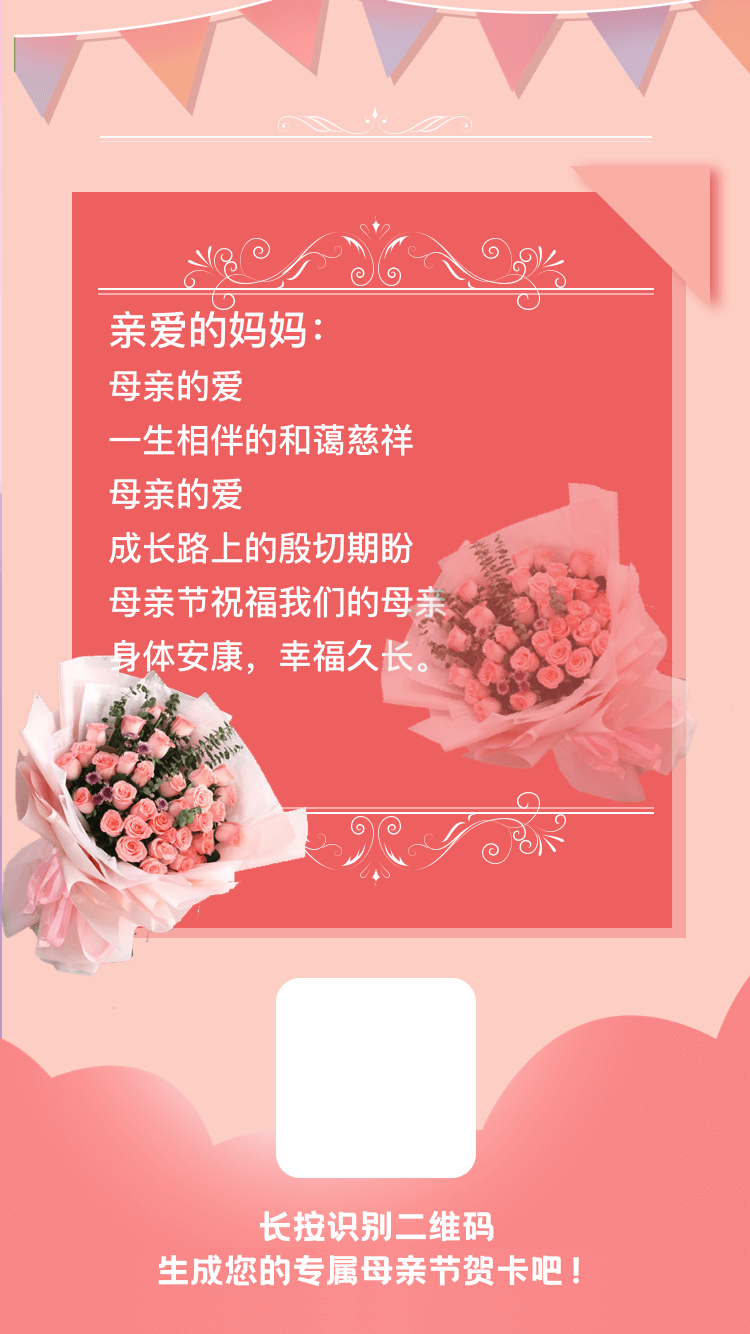 亲爱的妈妈：
母亲的爱
一生相伴的和蔼慈祥
母亲的爱
成长路上的殷切期盼
母亲节祝福我们的母亲
身体安康，幸福久长。
长按识别二维码
生成您的专属母亲节贺卡吧！